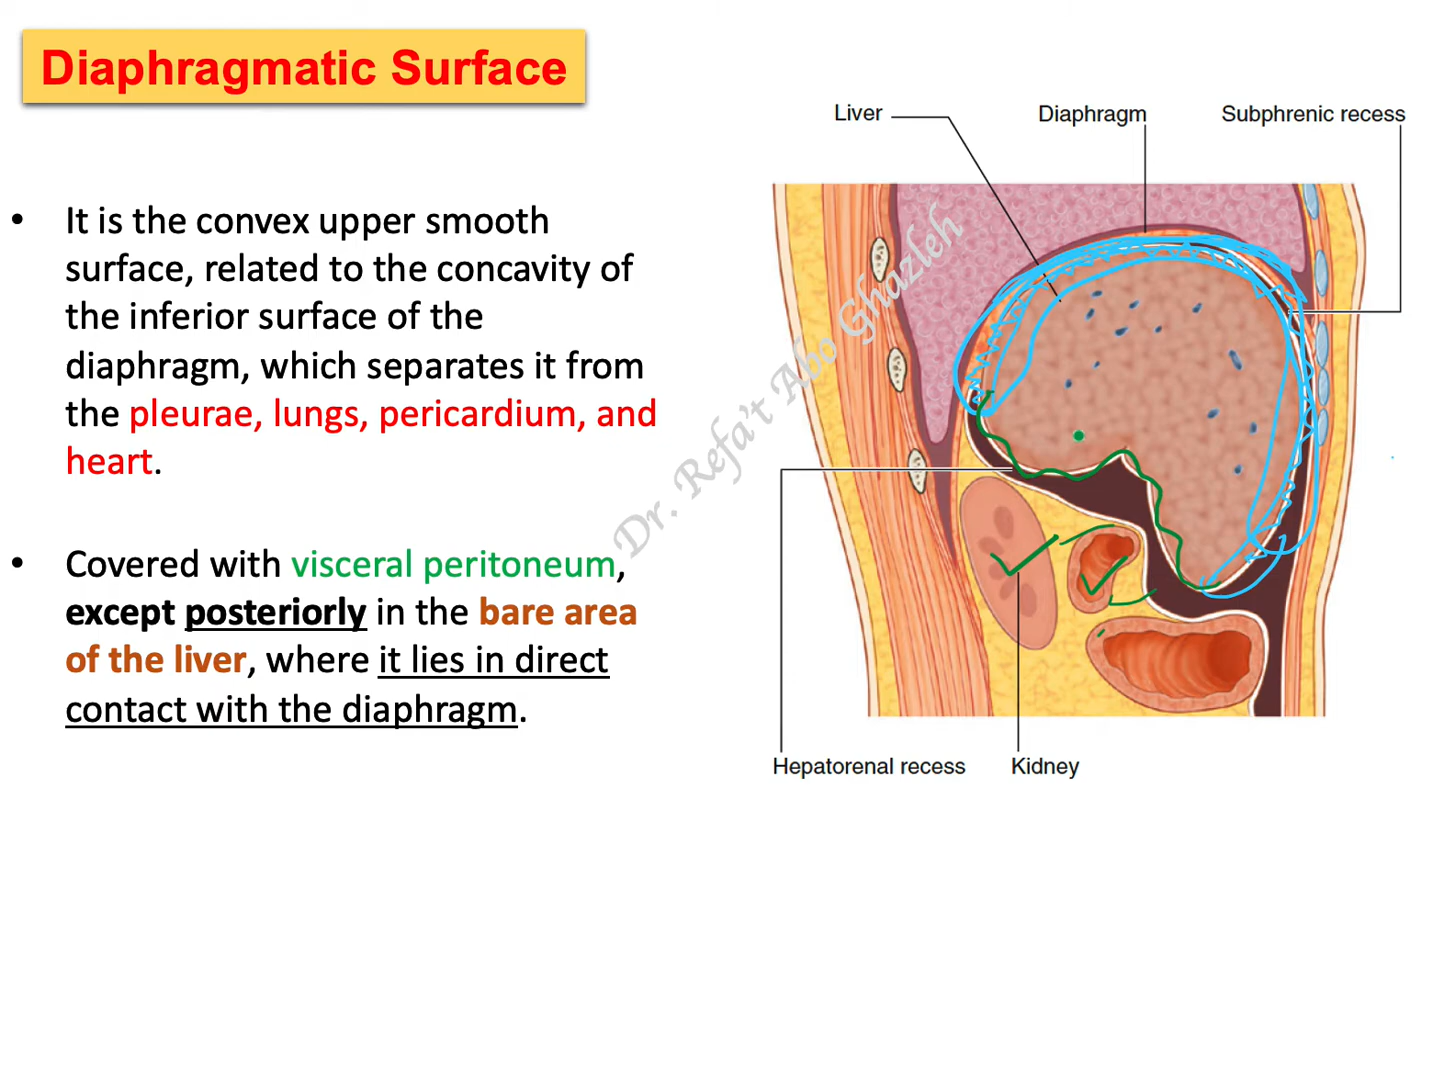 Diaphragmatic Surface
• It is the convex upper smooth
surface, related to the concavity of
the inferior surface of the
diaphragm, which separates it from
the pleurae, lungs, pericardium, and
heart.
• Covered with visceral peritoneum,
except posteriorly in the bare area
of the liver, where it lies in direct
contact with the diaphragm.
Liver
Diaphragm
Subphrenic recess
Dr. Refa't Abo Ghazleh
Hepatorenal recess
Kidney